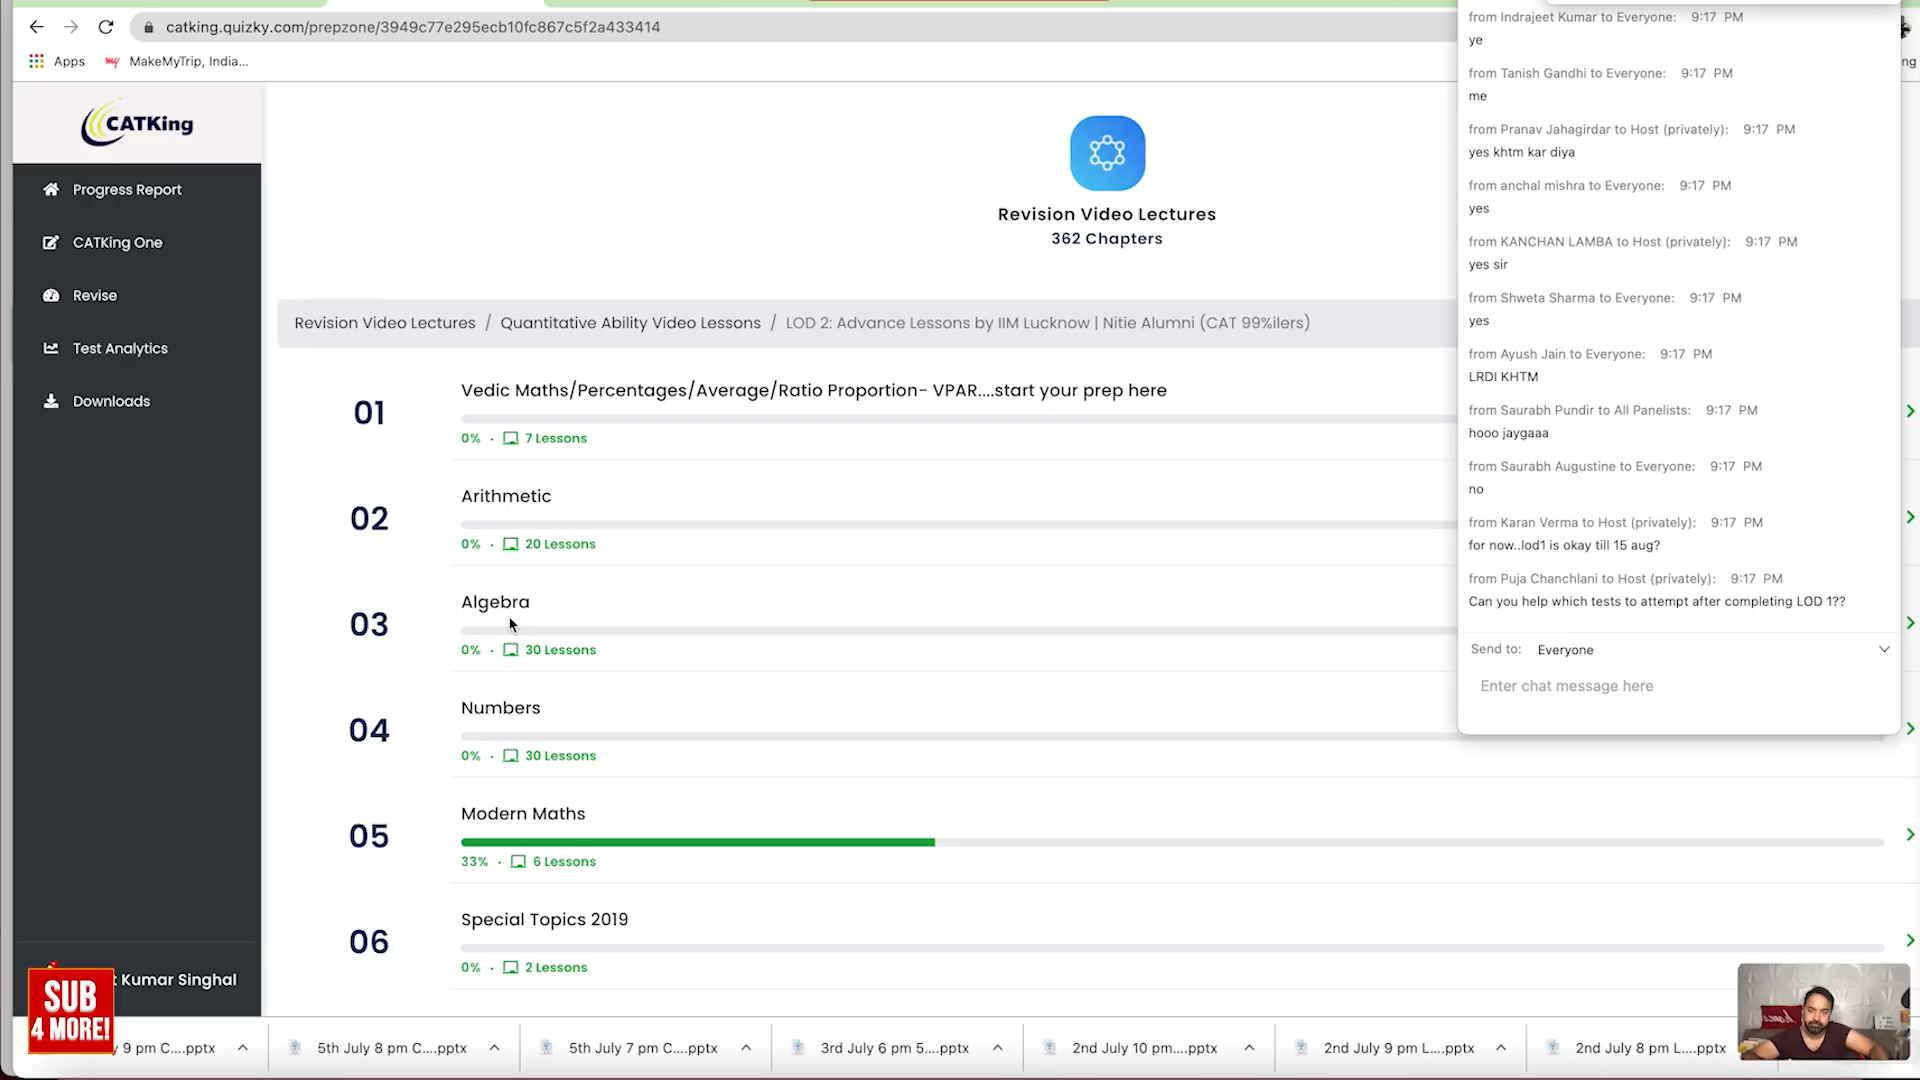 catking.quizky.com/prepzone/3949c77e295ecb10fc867c5f2a433414
Apps
my MakeMyTrip, India...
CATKing
Progress Report
CATKing One
Revise
Test Analytics
Downloads
t Kumar Singhal
SUB
4 MORE!
Revision Video Lectures
362 Chapters
Revision Video Lectures / Quantitative Ability Video Lessons / LOD 2: Advance Lessons by IIM Lucknow | Nitie Alumni (CAT 99%ilers)
01
Vedic Maths/Percentages/Average/Ratio Proportion- VPAR....start your prep here
0% · 7 Lessons
02
Arithmetic
0% · 20 Lessons
03
Algebra
0% · 30 Lessons
04
Numbers
0% · 30 Lessons
05
Modern Maths
33% · 6 Lessons
06
Special Topics 2019
0% · 2 Lessons
from Indrajeet Kumar to Everyone: 9:17 PM
ye
from Tanish Gandhi to Everyone: 9:17 PM
me
from Pranav Jahagirdar to Host (privately): 9:17 PM
yes khtm kar diya
from anchal mishra to Everyone: 9:17 PM
yes
from KANCHAN LAMBA to Host (privately): 9:17 PM
yes sir
from Shweta Sharma to Everyone: 9:17 PM
yes
from Ayush Jain to Everyone: 9:17 PM
LRDI KHTM
from Saurabh Pundir to All Panelists: 9:17 PM
hooo jaygaaa
from Saurabh Augustine to Everyone: 9:17 PM
no
from Karan Verma to Host (privately): 9:17 PM
for now..lod1 is okay till 15 aug?
from Puja Chanchlani to Host (privately): 9:17 PM
Can you help which tests to attempt after completing LOD 1??
Send to: Everyone
Enter chat message here
ng
9 pm C....pptx
5th July 8 pm C....pptx
5th July 7 pm C....pptx
3rd July 6 pm 5....pptx
2nd July 10 pm....pptx
2nd July 9 pm L....pptx
2nd July 8 pm L....pptx